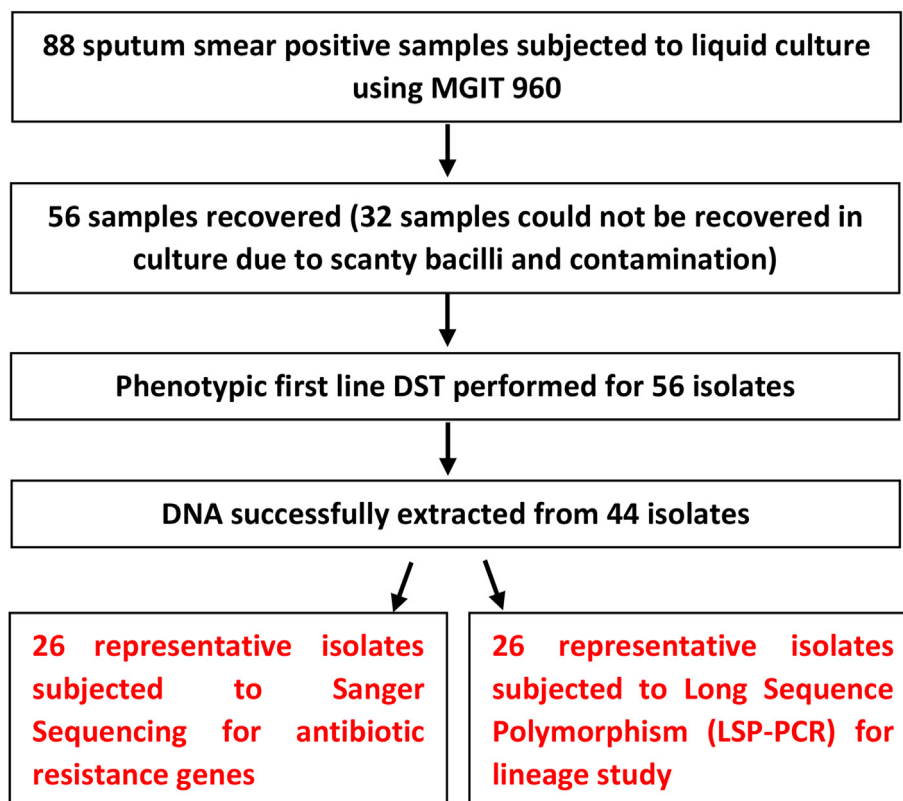 88 sputum smear positive samples subjected to liquid culture
using MGIT 960
56 samples recovered (32 samples could not be recovered in
culture due to scanty bacilli and contamination)
Phenotypic first line DST performed for 56 isolates
DNA successfully extracted from 44 isolates
26 representative isolates
subjected to Sanger
Sequencing for antibiotic
resistance genes
26 representative isolates
subjected to Long Sequence
Polymorphism (LSP-PCR) for
lineage study